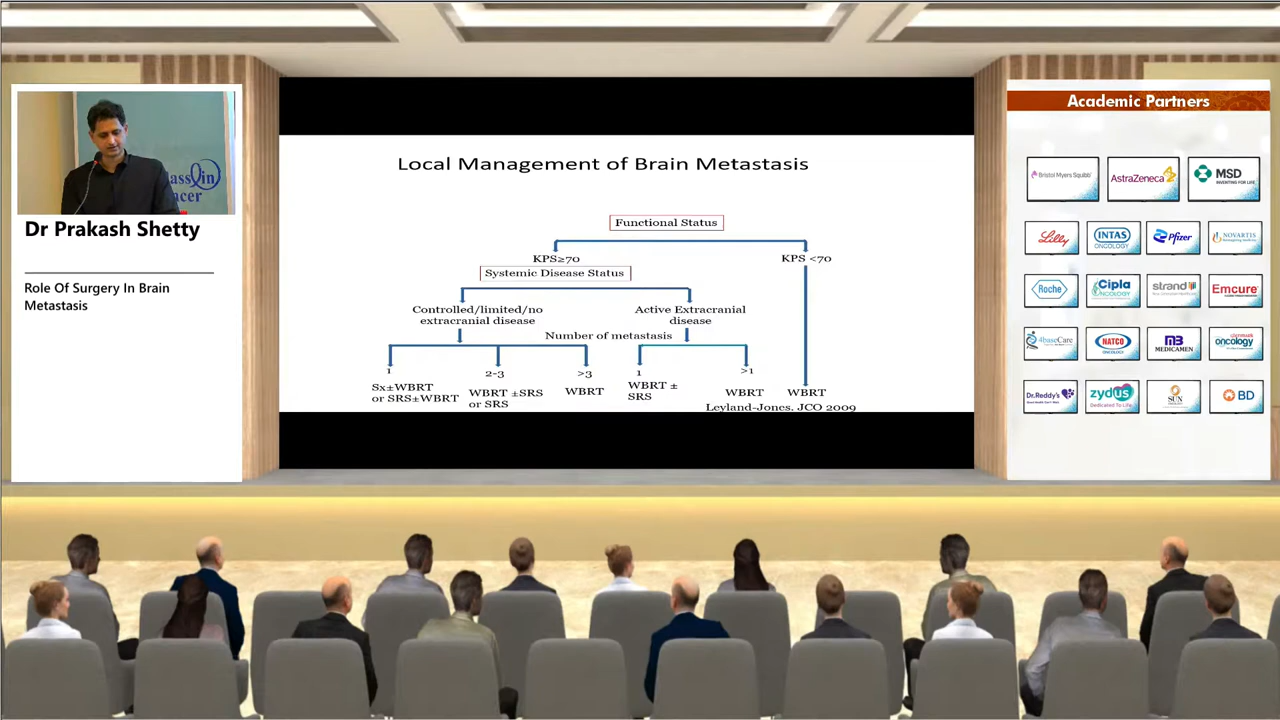 Academic Partners
Bristol Myers Squibb
AstraZeneca
MSD
INVENTING FOR LIFE
Lilly
INTAS
ONCOLOGY
Pfizer
NOVARTIS
Roche
Cipla
ONCOLOGY
strand
Emcure
4baseCare
NATCO
ONCOLOGY
MB
MEDICAMEN
oncology
Dr.Reddy's
zydus
Dedicated To Life
SUN
BD
Dr Prakash Shetty
Role Of Surgery In Brain
Metastasis
Local Management of Brain Metastasis
Functional Status
KPS≥70
KPS <70
Systemic Disease Status
Controlled/limited/no
extracranial disease
Active Extracranial
disease
Number of metastasis
1
2-3
>3
1
>1
Sx±WBRT
or SRS±WBRT
WBRT ±SRS
or SRS
WBRT
WBRT ±
SRS
WBRT
WBRT
Leyland-Jones. JCO 2009